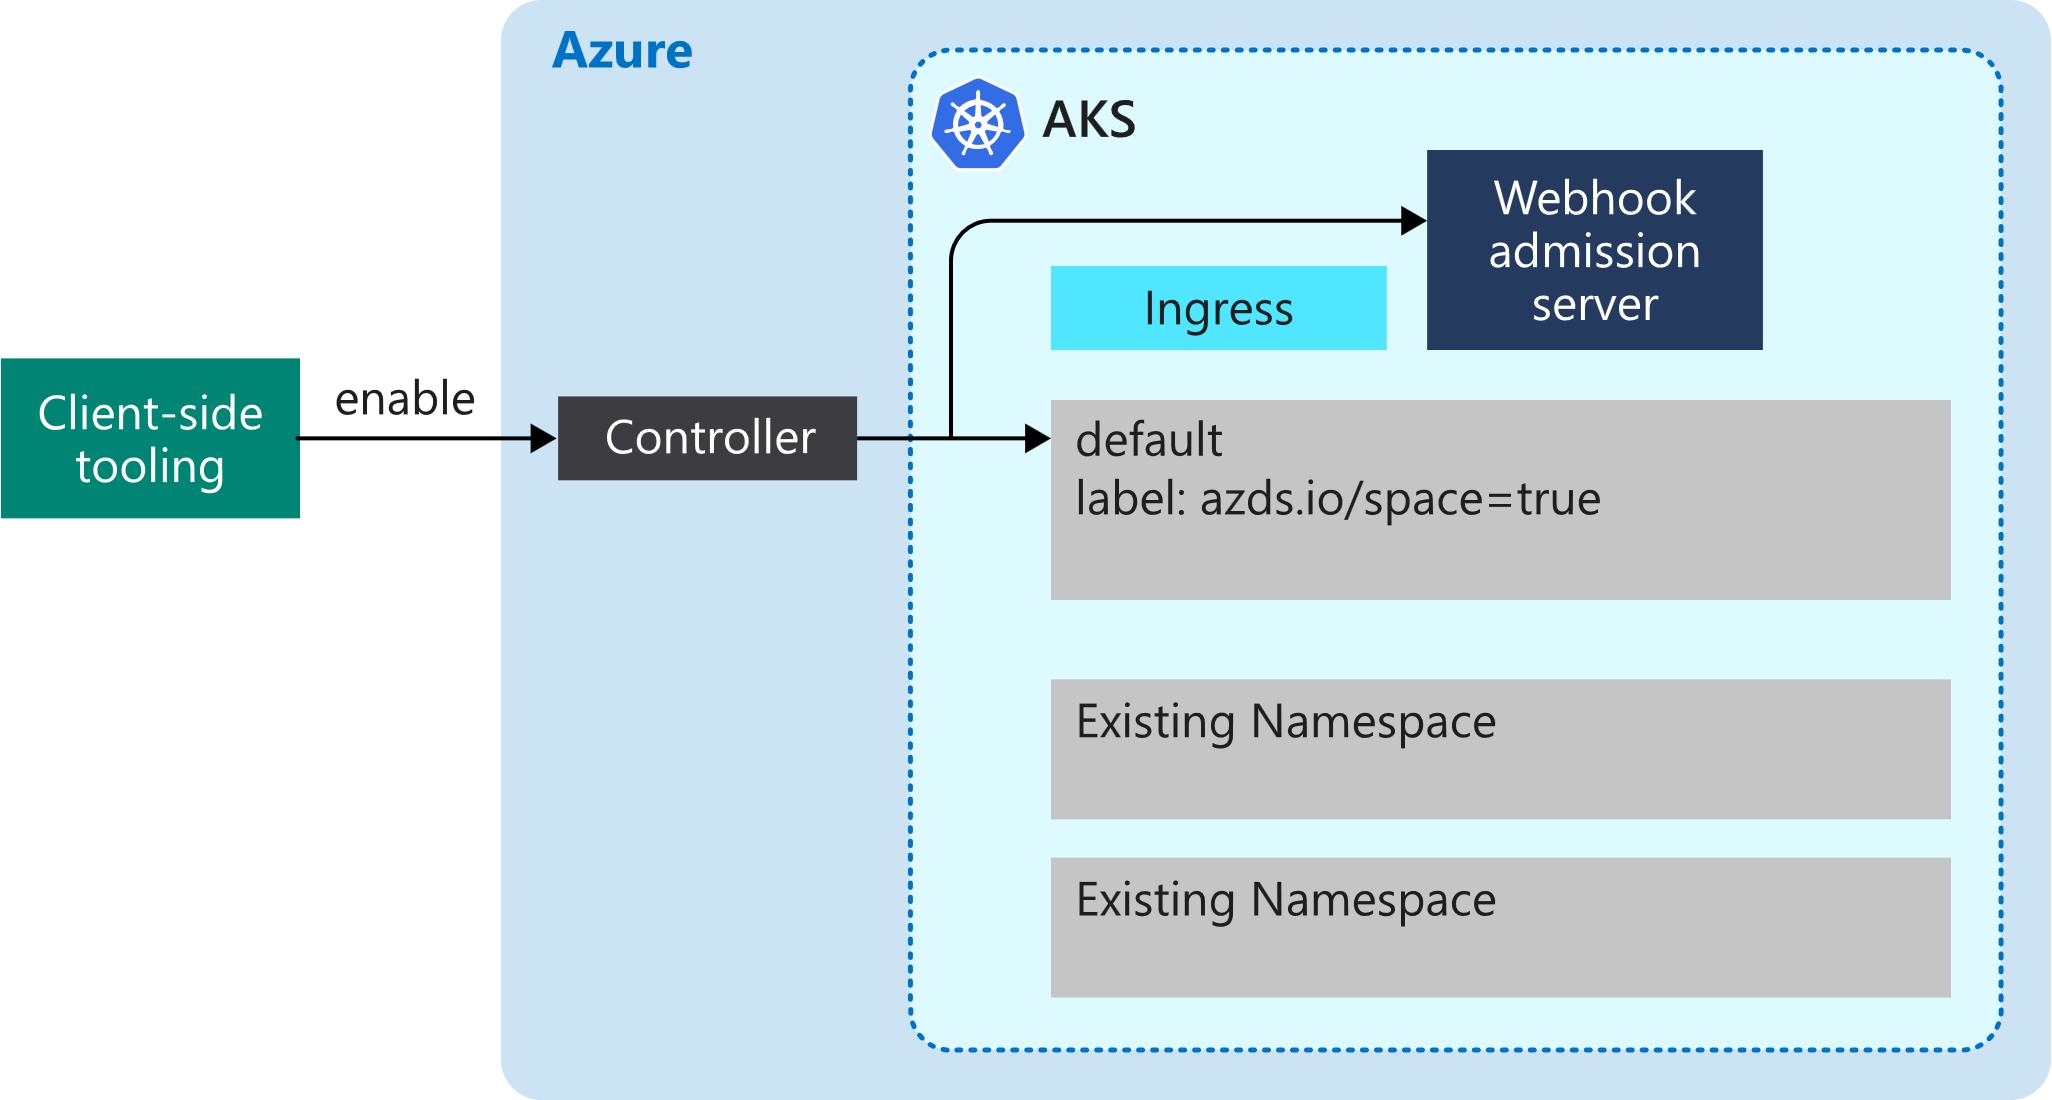 Azure
AKS
Webhook
admission
server
Ingress
Client-side
tooling
enable
Controller
default
label: azds.io/space=true
Existing Namespace
Existing Namespace